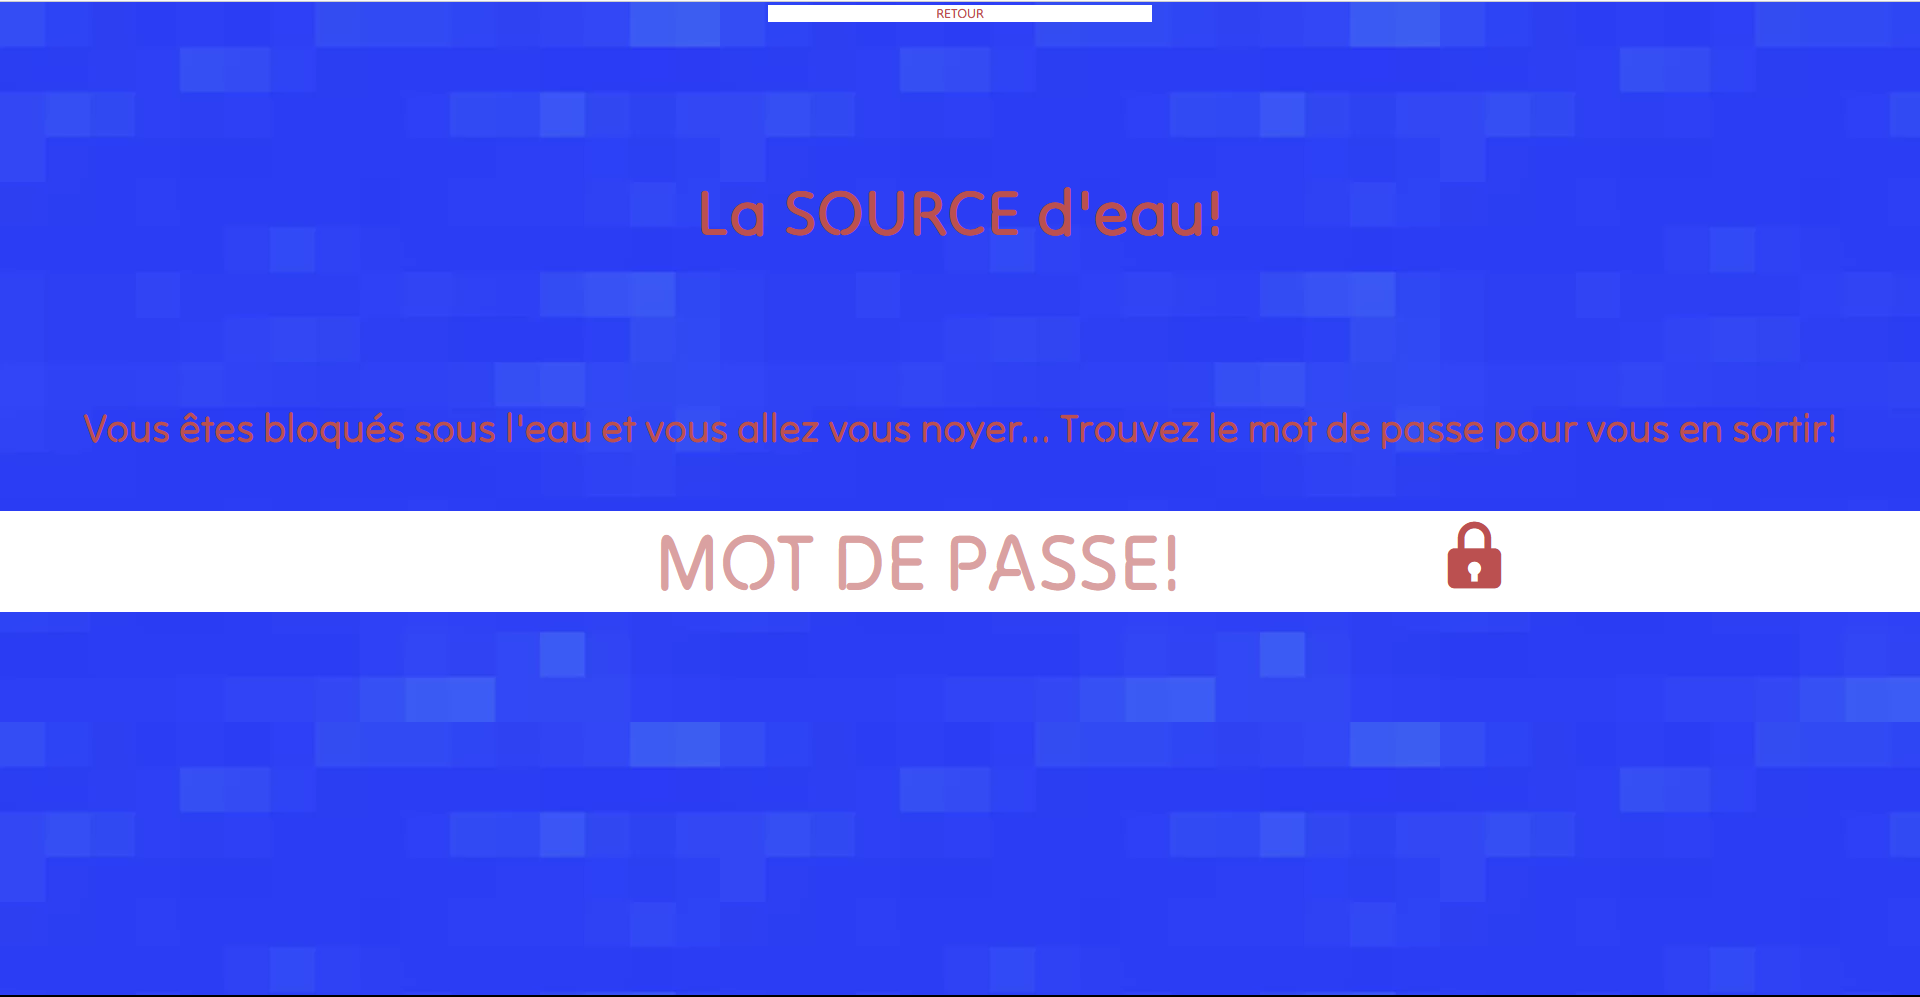 RETOUR
La SOURCE d'eau!
Vous êtes bloqués sous l'eau et vous allez vous noyer... Trouvez le mot de passe pour vous en sortir!
MOT DE PASSE!